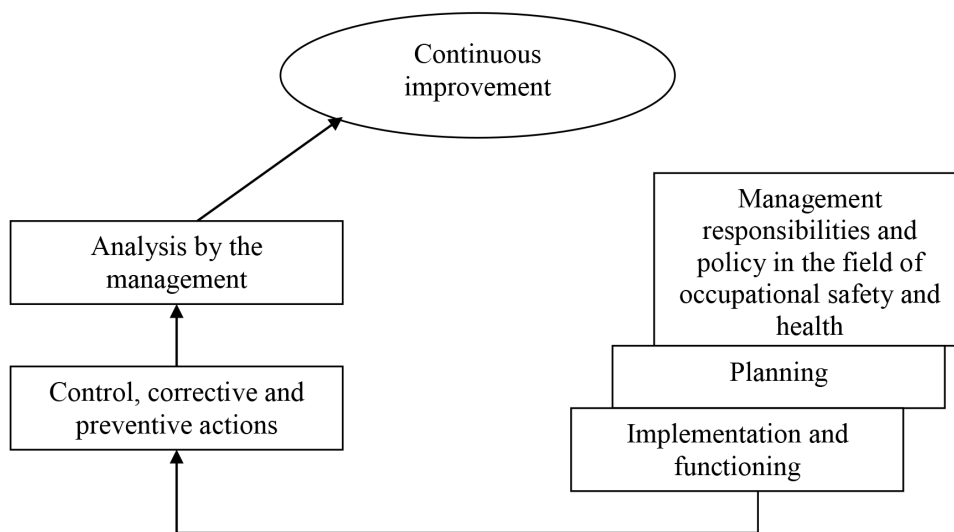 Continuous
improvement
Management
responsibilities and
policy in the field of
occupational safety and
health
Analysis by the
management
Planning
Control, corrective and
preventive actions
Implementation and
functioning